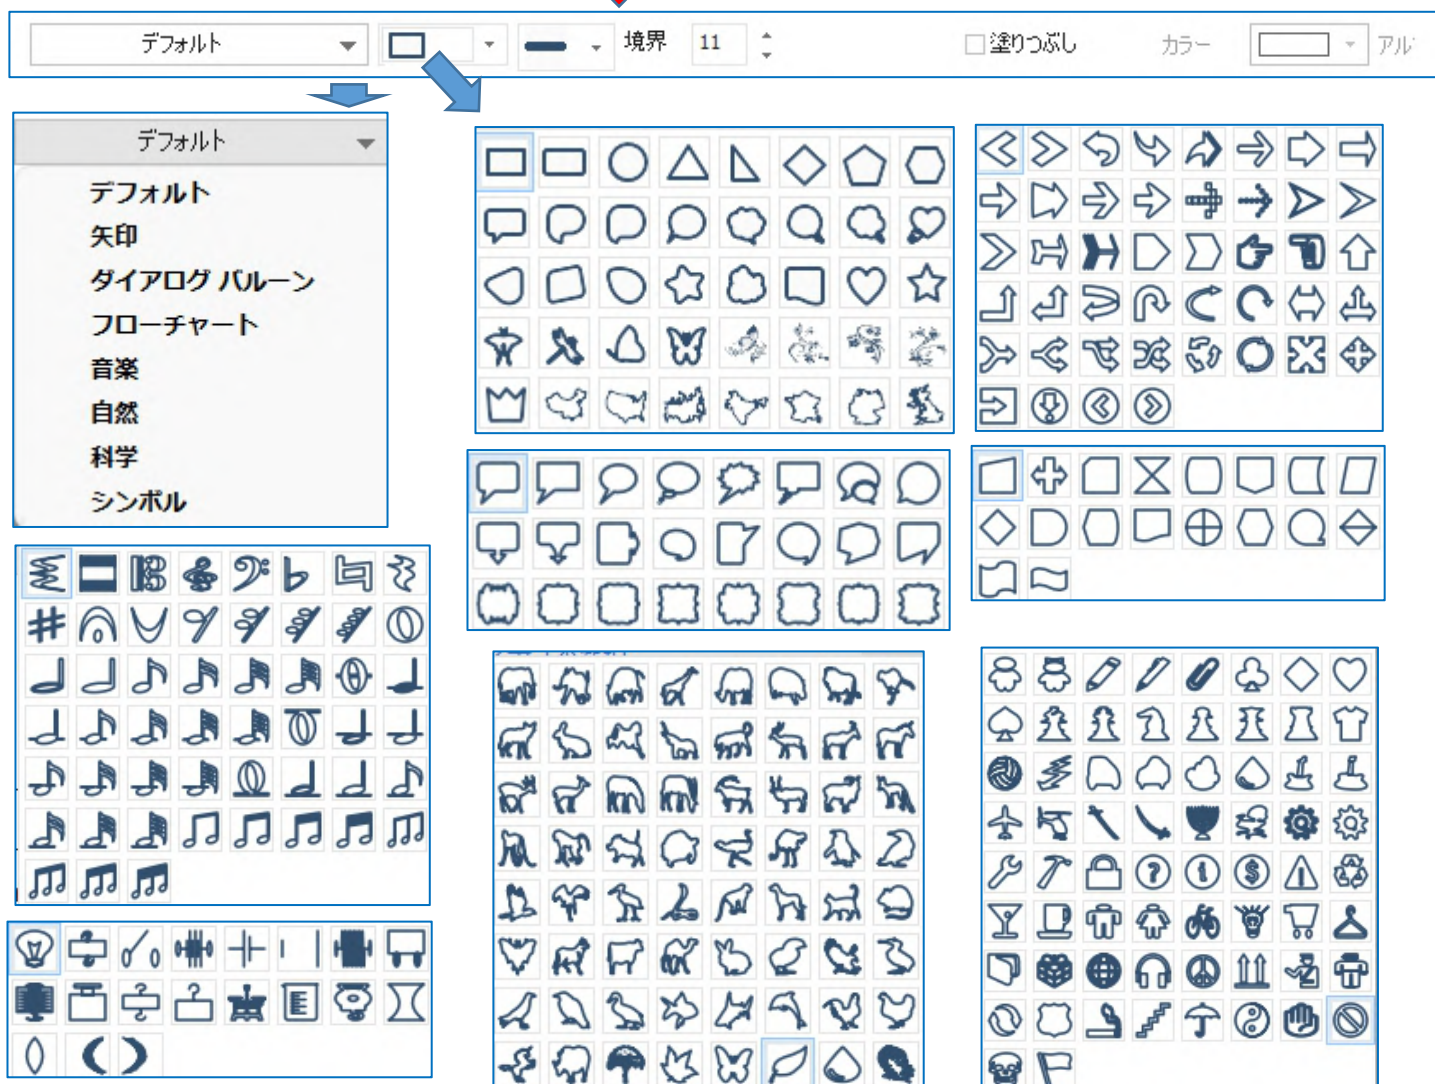 デフォルト 境界 11 塗りつぶし カラー アル
デフォルト
デフォルト
矢印
ダイアログ バルーン
フローチャート
音楽
自然
科学
シンボル